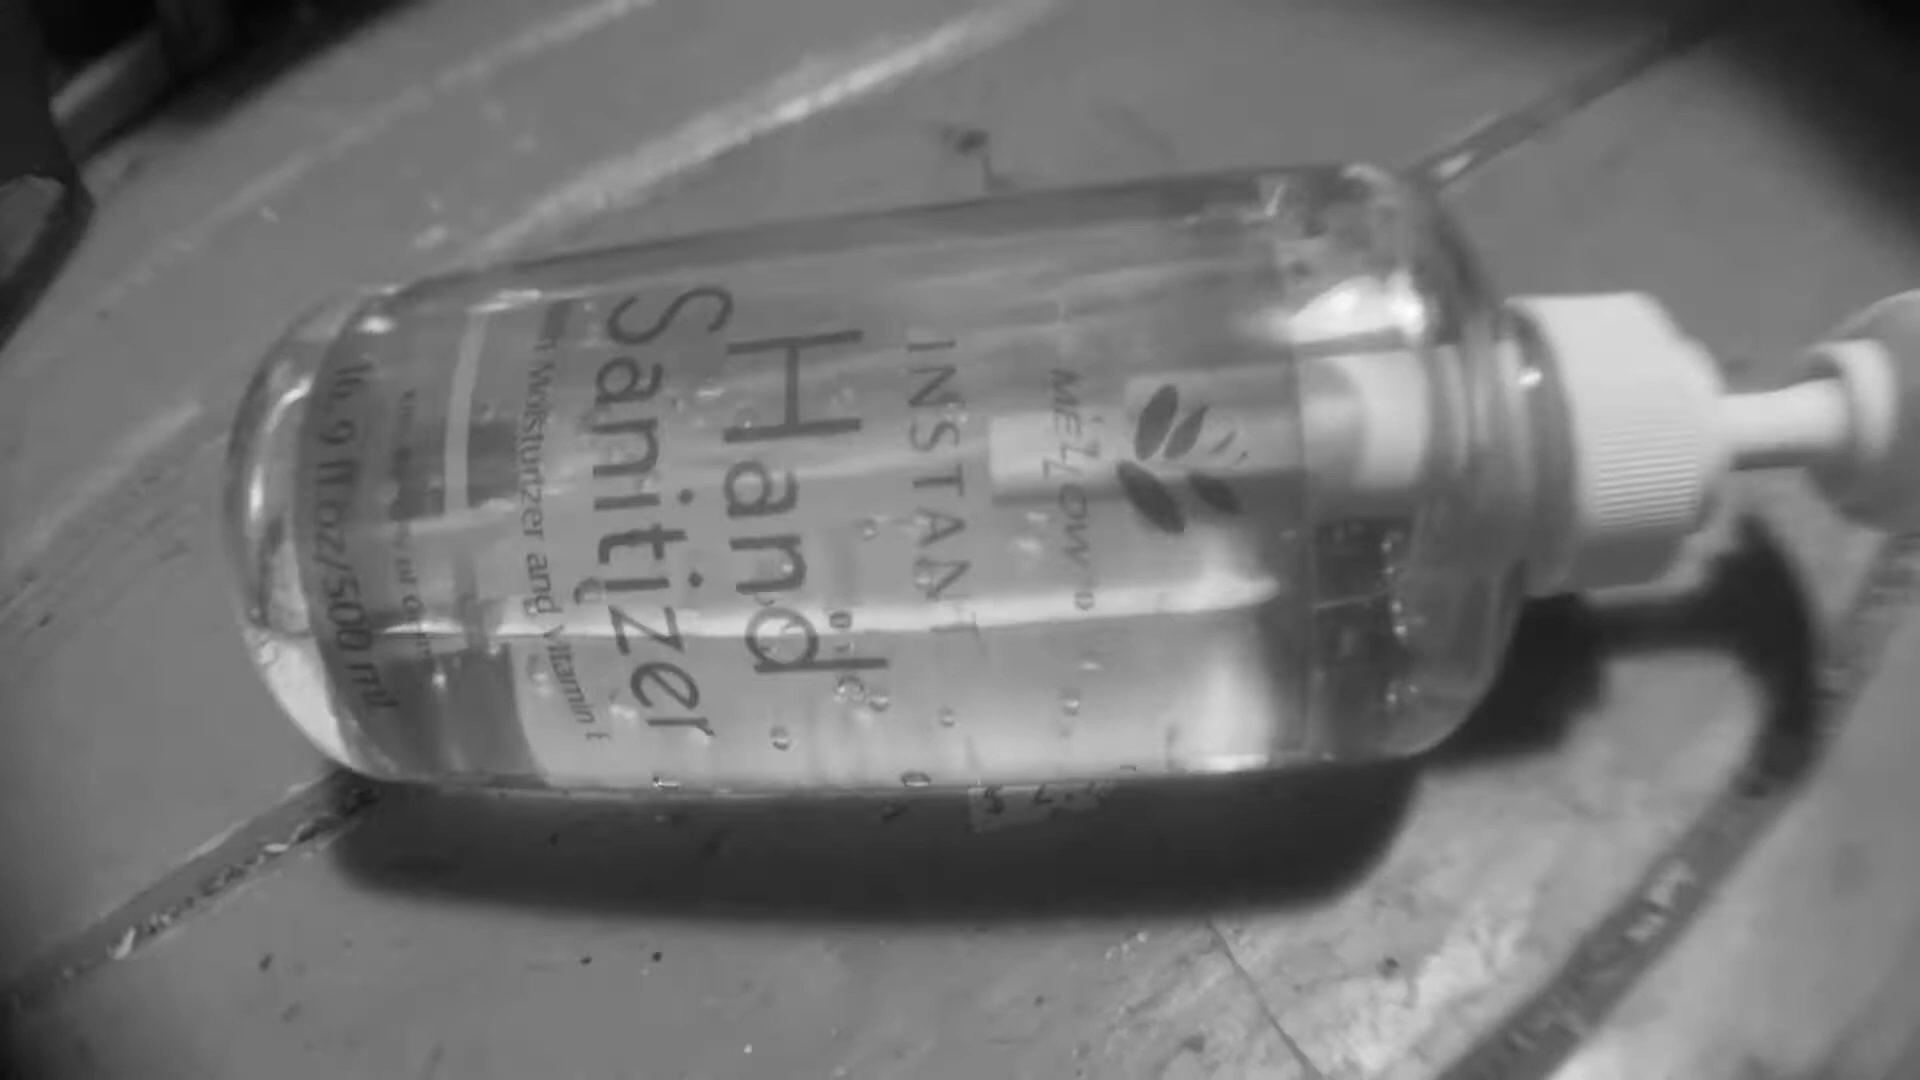 MELLOW
INSTANT
Hand
Sanitizer
Moisturizer and Vitamin E
16.9 fl oz/500 ml